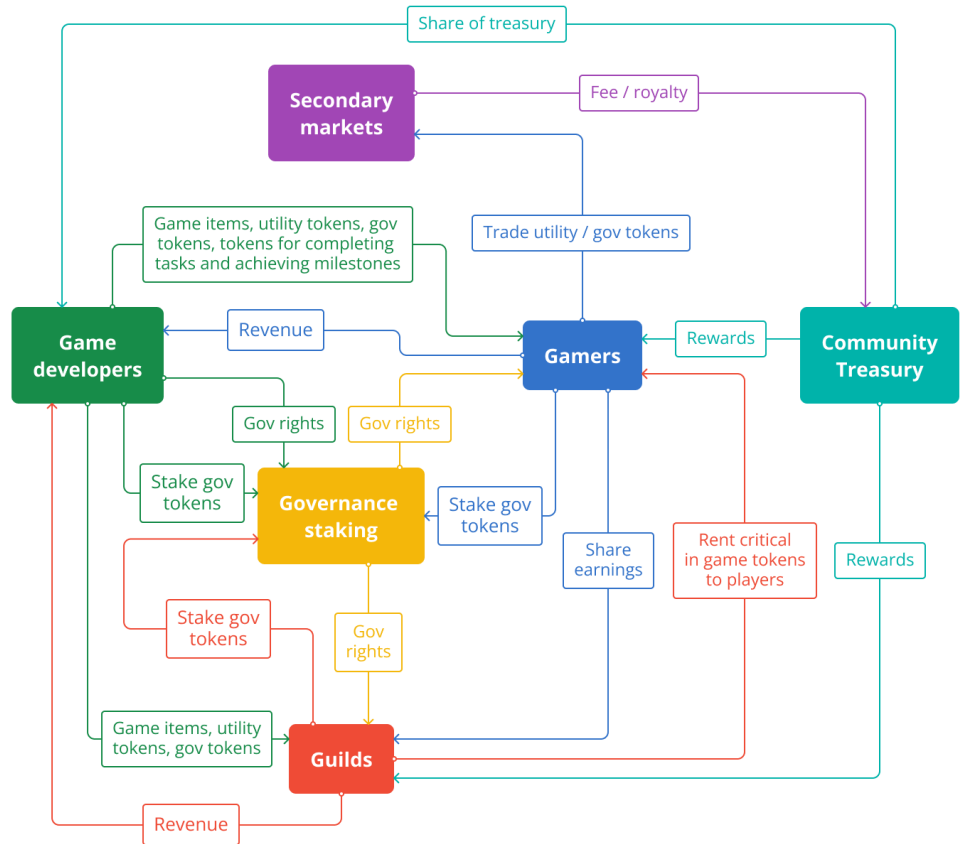 Share of treasury
Secondary
markets
Fee / royalty
Game items, utility tokens, gov
tokens, tokens for completing
tasks and achieving milestones
Trade utility / gov tokens
Game
developers
Revenue
Gamers
Rewards
Community
Treasury
Gov rights
Gov rights
Stake gov
tokens
Governance
staking
Stake gov
tokens
Share
earnings
Rent critical
in game tokens
to players
Rewards
Stake gov
tokens
Gov
rights
Game items, utility
tokens, gov tokens
Guilds
Revenue